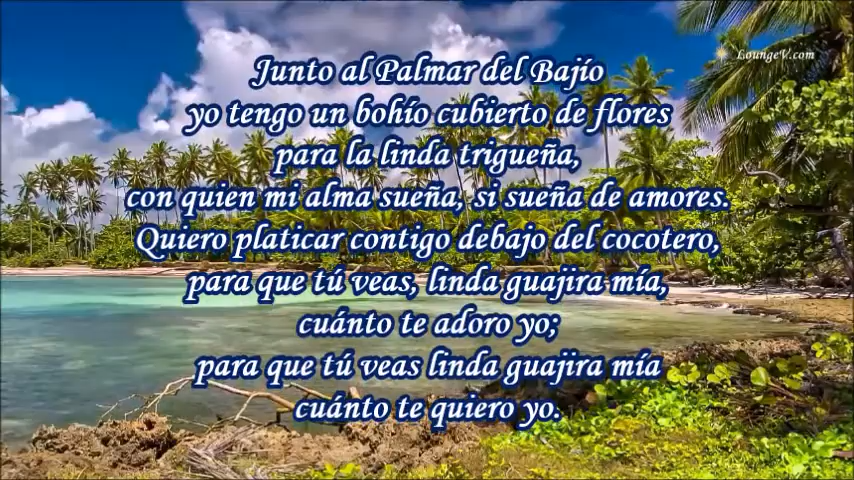 LoungeV.com
Junto al Palmar del Bajío
yo tengo un bohío cubierto de flores
para la linda trigueña,
con quien mi alma sueña, si sueña de amores.
Quiero platicar contigo debajo del cocotero,
para que tú veas, linda guajira mía,
cuánto te adoro yo;
para que tú veas linda guajira mía
cuánto te quiero yo.